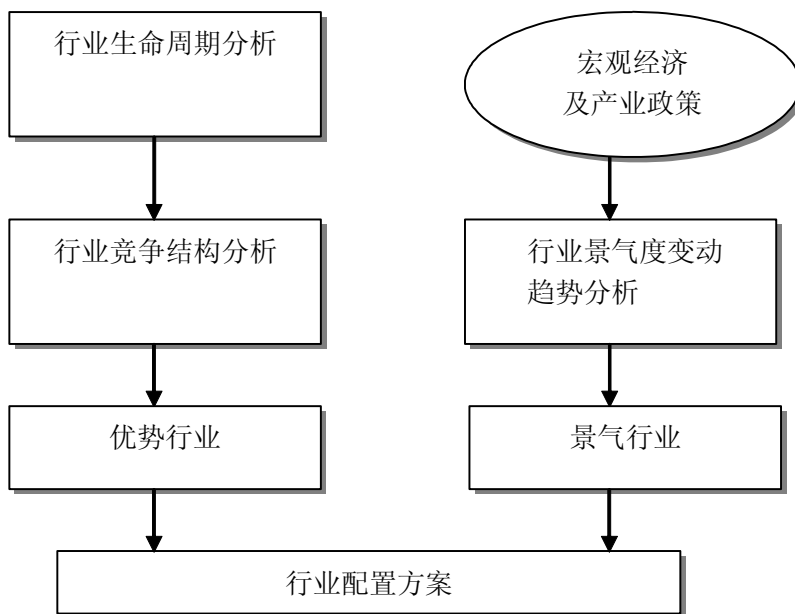 行业生命周期分析
宏观经济
及产业政策
行业竞争结构分析
行业景气度变动
趋势分析
优势行业
景气行业
行业配置方案